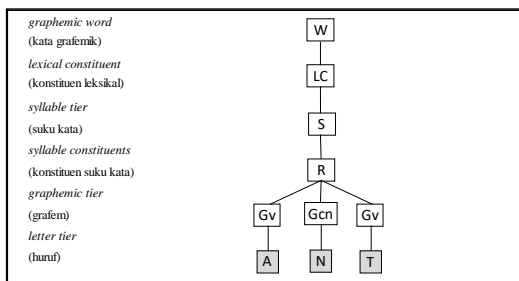 graphemic word
(kata grafemik)
W
lexical constituent
(konstituen leksikal)
LC
syllable tier
(suku kata)
S
syllable constituents
(konstituen suku kata)
R
graphemic tier
(grafem)
Gv Gcn Gv
letter tier
(huruf)
A N T